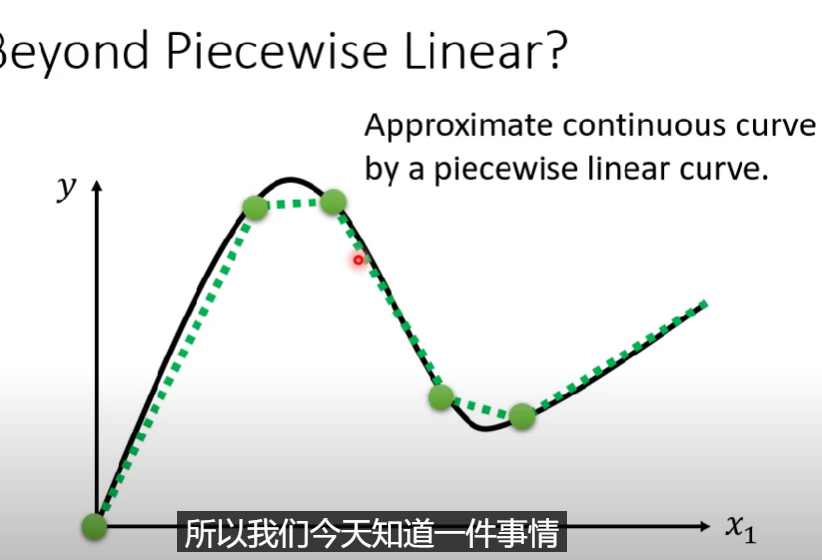 Beyond Piecewise Linear?
Approximate continuous curve
by a piecewise linear curve.
y
x₁
所以我们今天知道一件事情